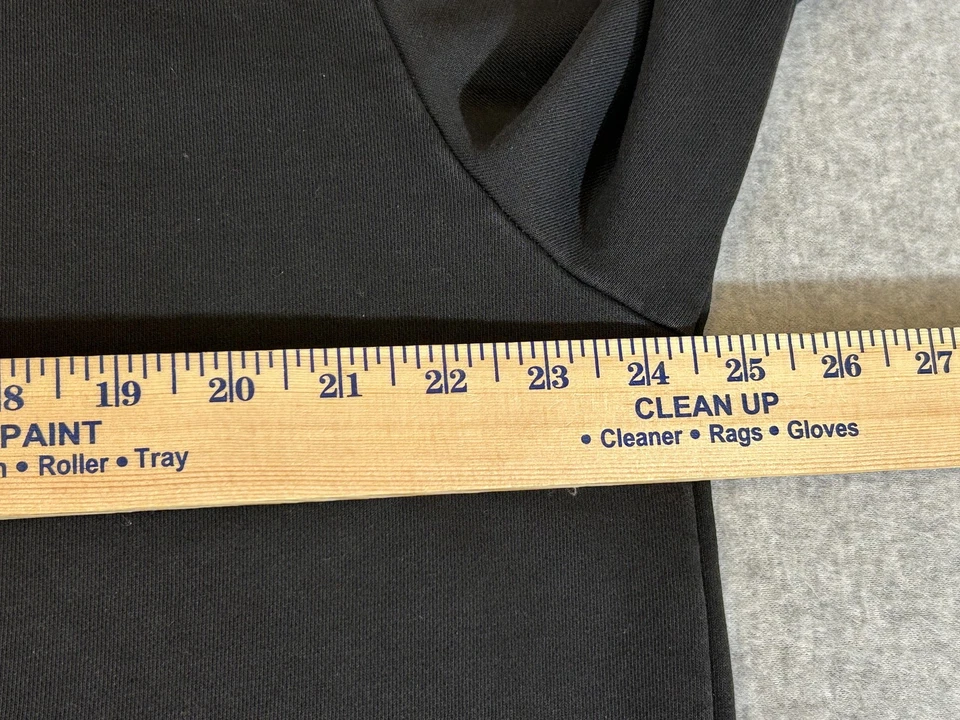 8 19 20 21 22 23 24 25 26 27
PAINT
• Roller • Tray
CLEAN UP
• Cleaner • Rags • Gloves